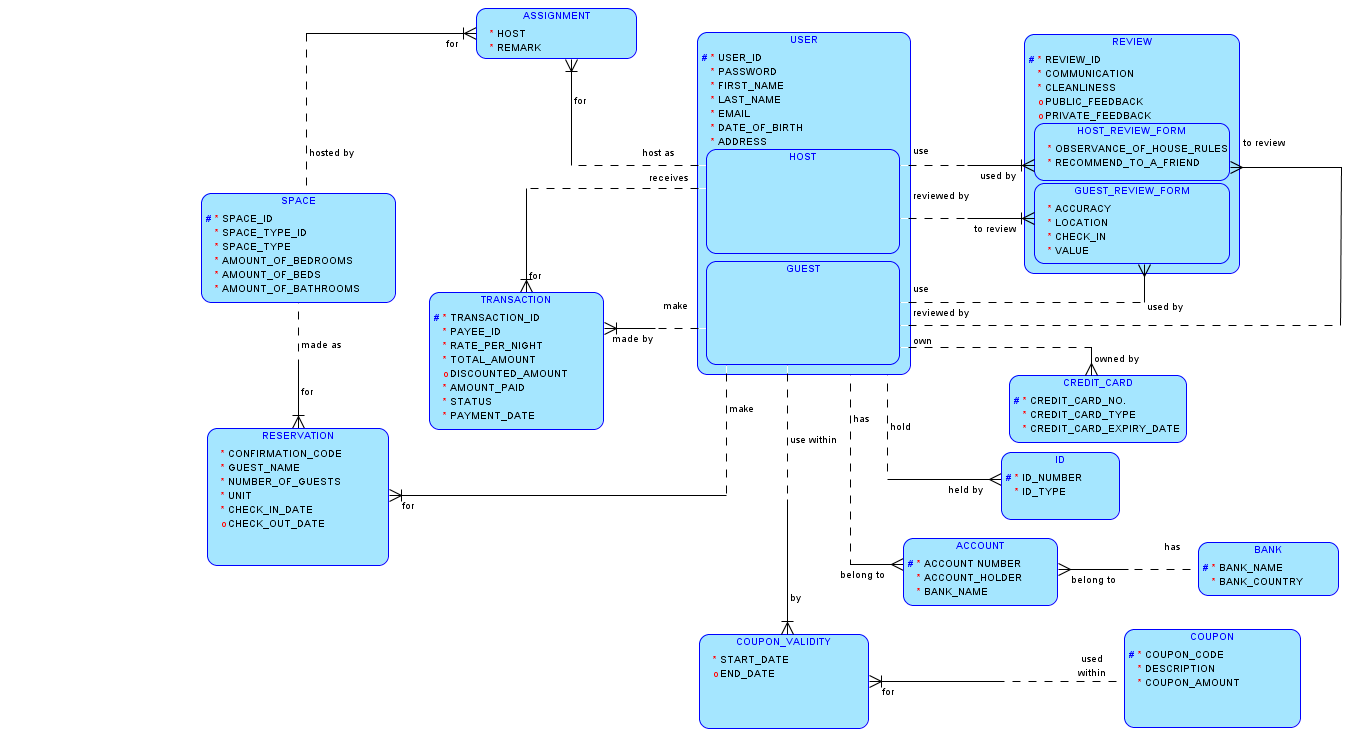 ASSIGNMENT
* HOST
* REMARK
for
for
hosted by
host as
receives
for
SPACE
# * SPACE_ID
* SPACE_TYPE_ID
* SPACE_TYPE
* AMOUNT_OF_BEDROOMS
* AMOUNT_OF_BEDS
* AMOUNT_OF_BATHROOMS
made as
for
RESERVATION
* CONFIRMATION_CODE
* GUEST_NAME
* NUMBER_OF_GUESTS
* UNIT
* CHECK_IN_DATE
o CHECK_OUT_DATE
for
TRANSACTION
# * TRANSACTION_ID
* PAYEE_ID
* RATE_PER_NIGHT
* TOTAL_AMOUNT
o DISCOUNTED_AMOUNT
* AMOUNT_PAID
* STATUS
* PAYMENT_DATE
make
made by
USER
# * USER_ID
* PASSWORD
* FIRST_NAME
* LAST_NAME
* EMAIL
* DATE_OF_BIRTH
* ADDRESS
HOST
GUEST
use
used by
reviewed by
to review
use
used by
reviewed by
to review
own
owned by
REVIEW
# * REVIEW_ID
* COMMUNICATION
* CLEANLINESS
o PUBLIC_FEEDBACK
o PRIVATE_FEEDBACK
HOST_REVIEW_FORM
* OBSERVANCE_OF_HOUSE_RULES
* RECOMMEND_TO_A_FRIEND
GUEST_REVIEW_FORM
* ACCURACY
* LOCATION
* CHECK_IN
* VALUE
CREDIT_CARD
# * CREDIT_CARD_NO.
* CREDIT_CARD_TYPE
* CREDIT_CARD_EXPIRY_DATE
make
use within
has
hold
held by
ID
# * ID_NUMBER
* ID_TYPE
belong to
ACCOUNT
# * ACCOUNT NUMBER
* ACCOUNT_HOLDER
* BANK_NAME
has
belong to
BANK
# * BANK_NAME
* BANK_COUNTRY
by
COUPON_VALIDITY
* START_DATE
o END_DATE
for
used
within
COUPON
# * COUPON_CODE
* DESCRIPTION
* COUPON_AMOUNT